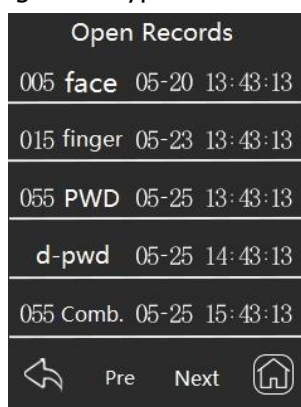 Open Records
005 face 05-20 13:43:13
015 finger 05-23 13:43:13
055 PWD 05-25 13:43:13
d-pwd 05-25 14:43:13
055 Comb. 05-25 15:43:13
Pre Next